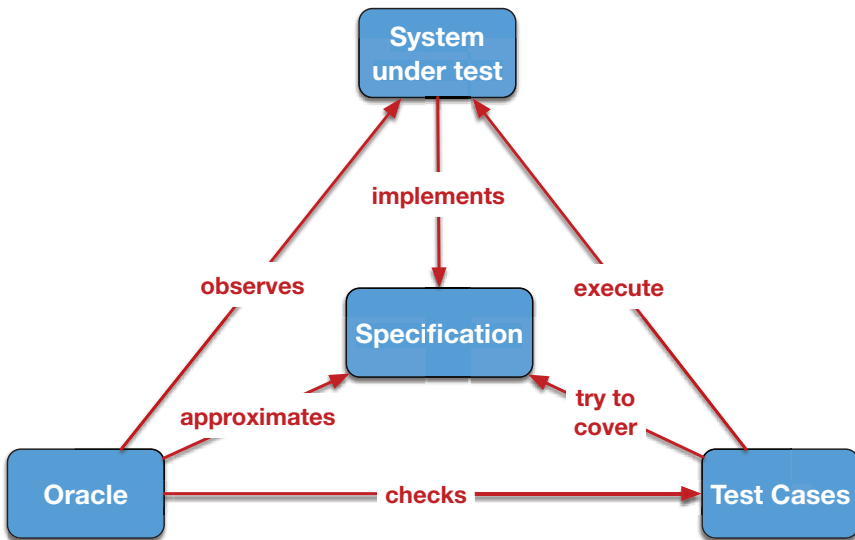 System
under test
implements
observes
execute
Specification
approximates
try to
cover
Oracle
checks
Test Cases